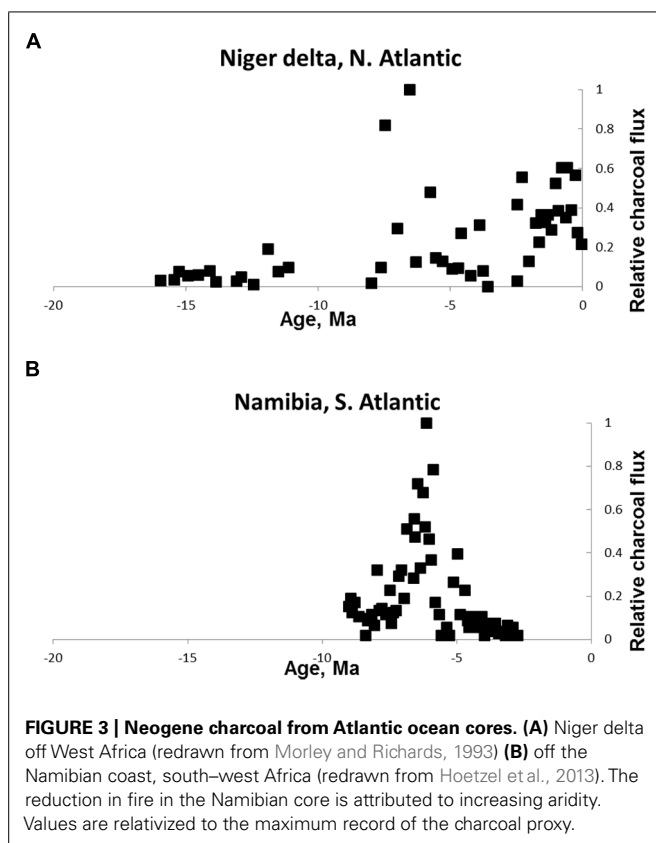 A
Niger delta, N. Atlantic
1
0.8
0.6
0.4
0.2
0
Relative charcoal flux
-20 -15 -10 -5 0
Age, Ma
B
Namibia, S. Atlantic
1
0.8
0.6
0.4
0.2
0
Relative charcoal flux
-20 -15 -10 -5 0
Age, Ma
FIGURE 3 | Neogene charcoal from Atlantic ocean cores. (A) Niger delta
off West Africa (redrawn from Morley and Richards, 1993) (B) off the
Namibian coast, south–west Africa (redrawn from Hoetzel et al., 2013). The
reduction in fire in the Namibian core is attributed to increasing aridity.
Values are relativized to the maximum record of the charcoal proxy.